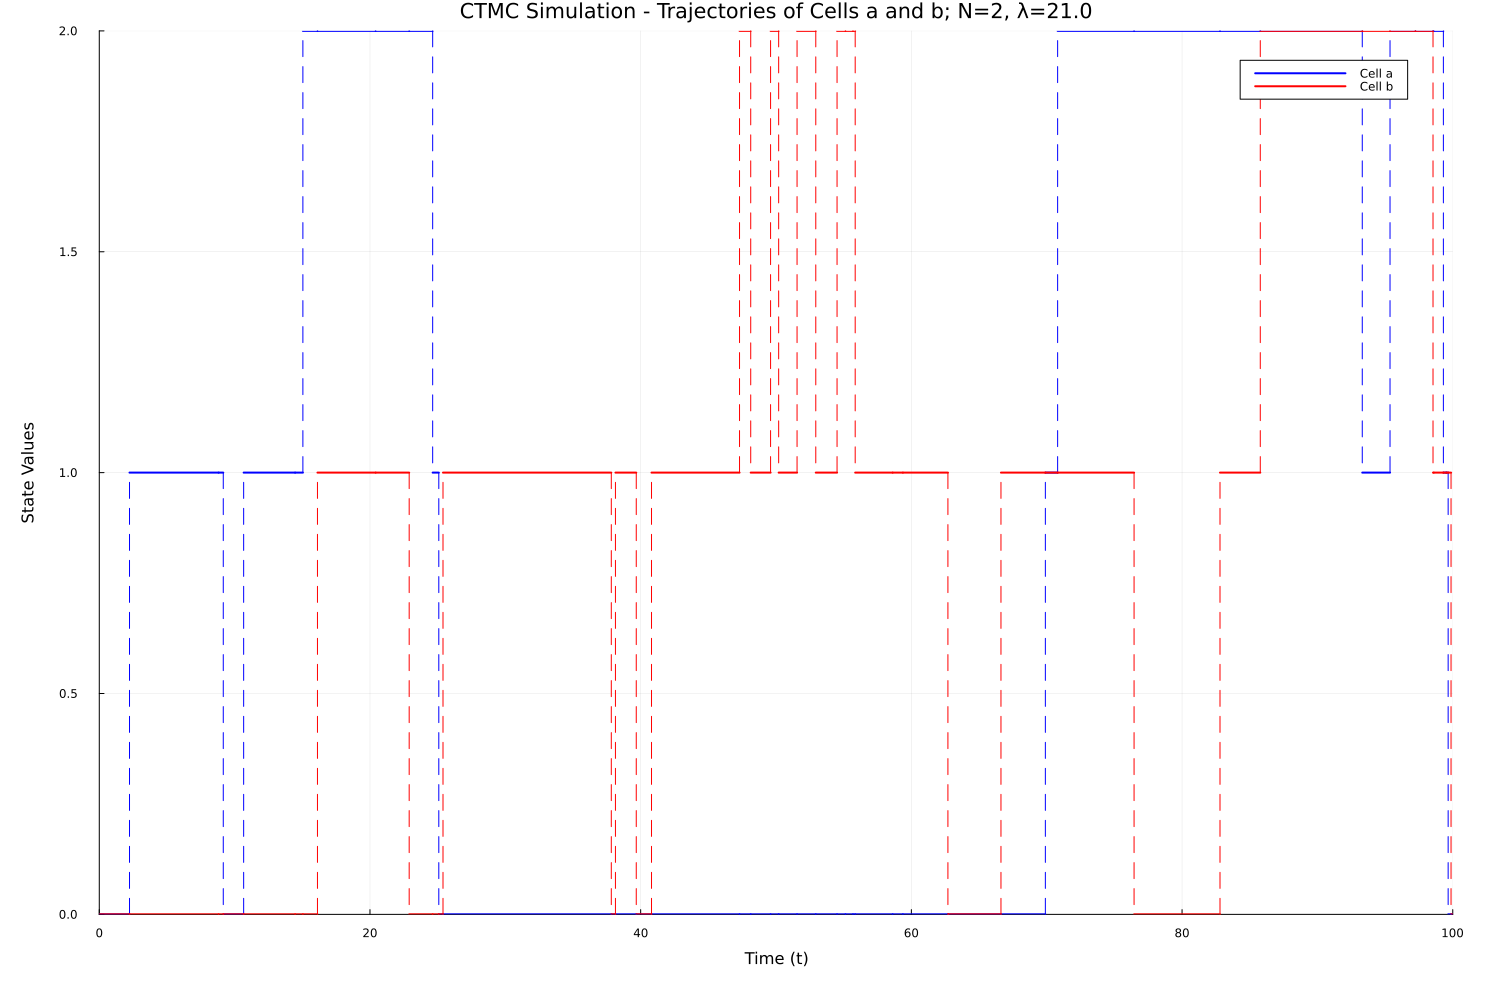 CTMC Simulation - Trajectories of Cells a and b; N=2, λ=21.0
2.0
Cell a
Cell b
1.5
State Values
1.0
0.5
0.0
0 20 40 60 80 100
Time (t)